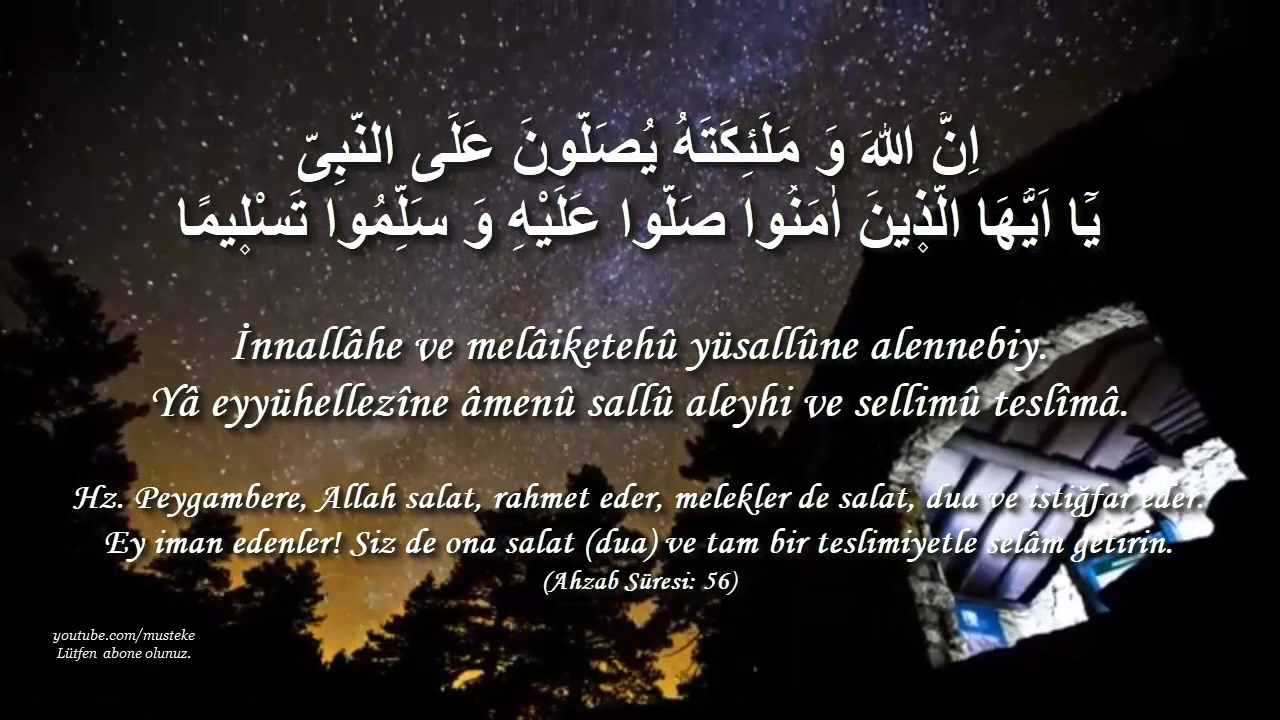 اِنَّ اللهَ وَ مَلَئِكَتَهُ يُصَلّونَ عَلَى النّبِىّ
يَٓا اَيُّهَا الّذ۪ينَ اٰمَنُوا صَلّوا عَلَيْهِ وَ سَلِّمُوا تَسْل۪يمًا
İnnallâhe ve melâiketehû yüsallûne alennebiy.
Yâ eyyühellezîne âmenû sallû aleyhi ve sellimû teslîmâ.
Hz. Peygambere, Allah salat, rahmet eder, melekler de salat, dua ve istiğfar eder.
Ey iman edenler! Siz de ona salat (dua) ve tam bir teslimiyetle selâm getirin.
(Ahzab Sûresi: 56)
youtube.com/musteke
Lütfen abone olunuz.